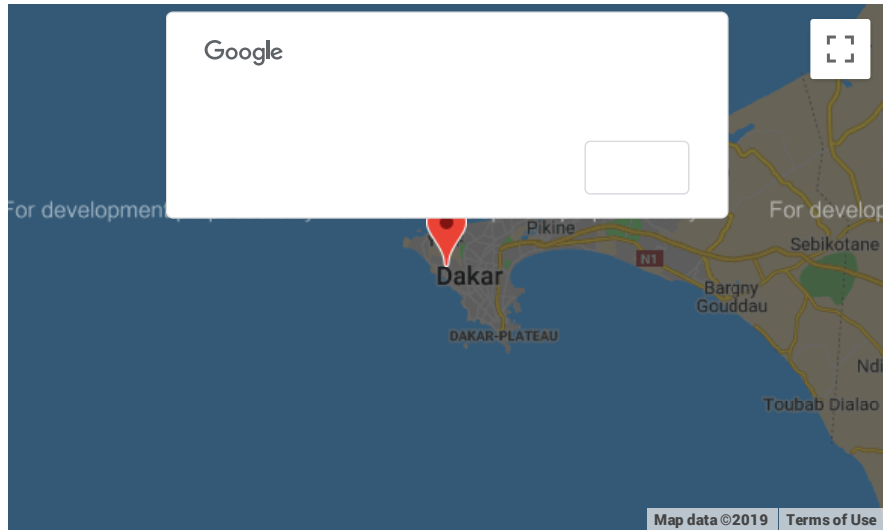 Google
For development
For develop
Pikine
Sebikotane
N1
Dakar
Bargny
Gouddau
DAKAR-PLATEAU
Ndi
Toubab Dialao
Map data ©2019
Terms of Use